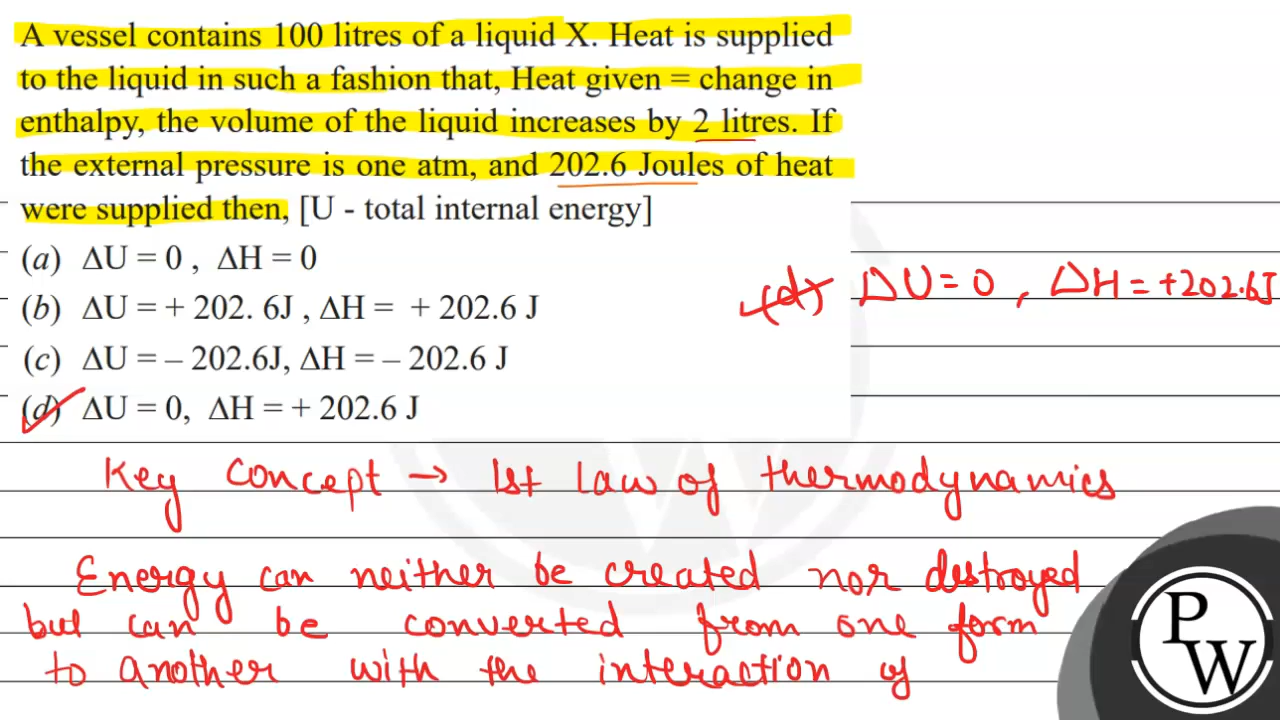 A vessel contains 100 litres of a liquid X. Heat is supplied
to the liquid in such a fashion that, Heat given = change in
enthalpy, the volume of the liquid increases by 2 litres. If
the external pressure is one atm, and 202.6 Joules of heat
were supplied then, [U - total internal energy]
(a) ΔU = 0 , ΔH = 0
(b) ΔU = + 202. 6J , ΔH = + 202.6 J
(c) ΔU = – 202.6J, ΔH = – 202.6 J
(d) ΔU = 0, ΔH = + 202.6 J
(d) ΔU = 0 , ΔH = +202.6J
Key concept → Ist law of thermodynamics
Energy can neither be created nor destroyed
but can be converted from one form
to another with the interaction of
PW